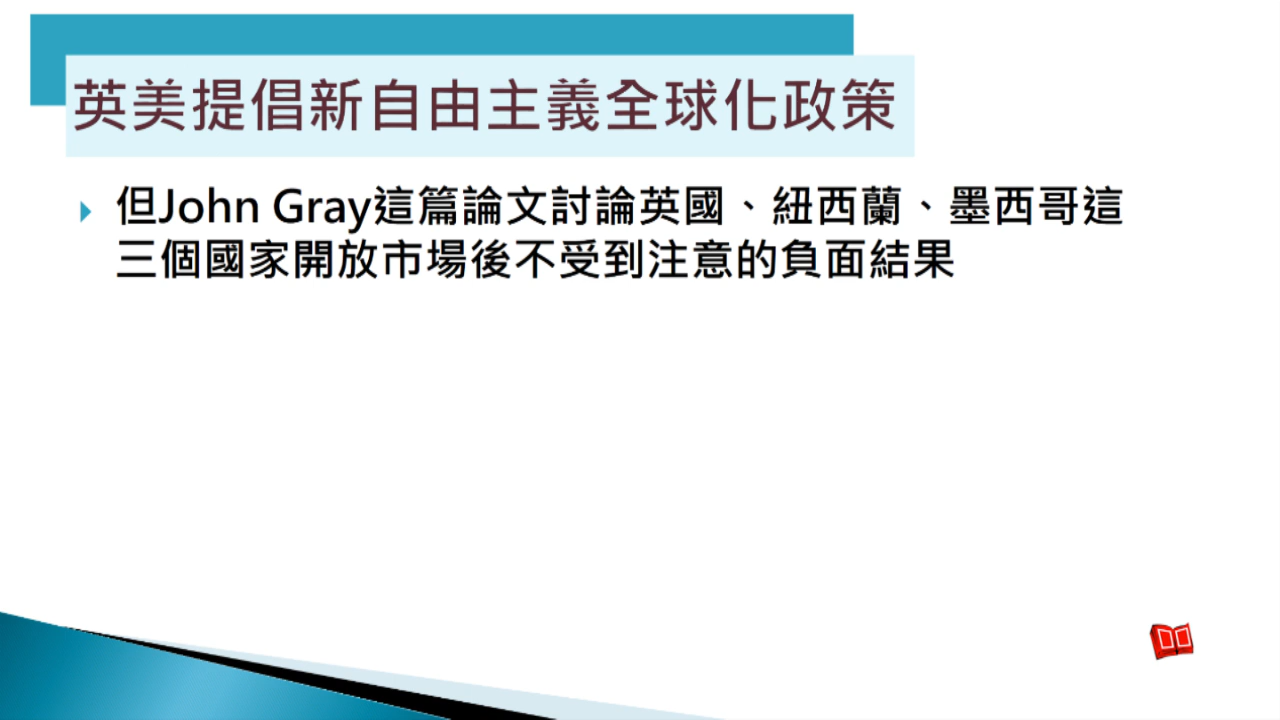 英美提倡新自由主義全球化政策
但John Gray這篇論文討論英國、紐西蘭、墨西哥這
三個國家開放市場後不受到注意的負面結果